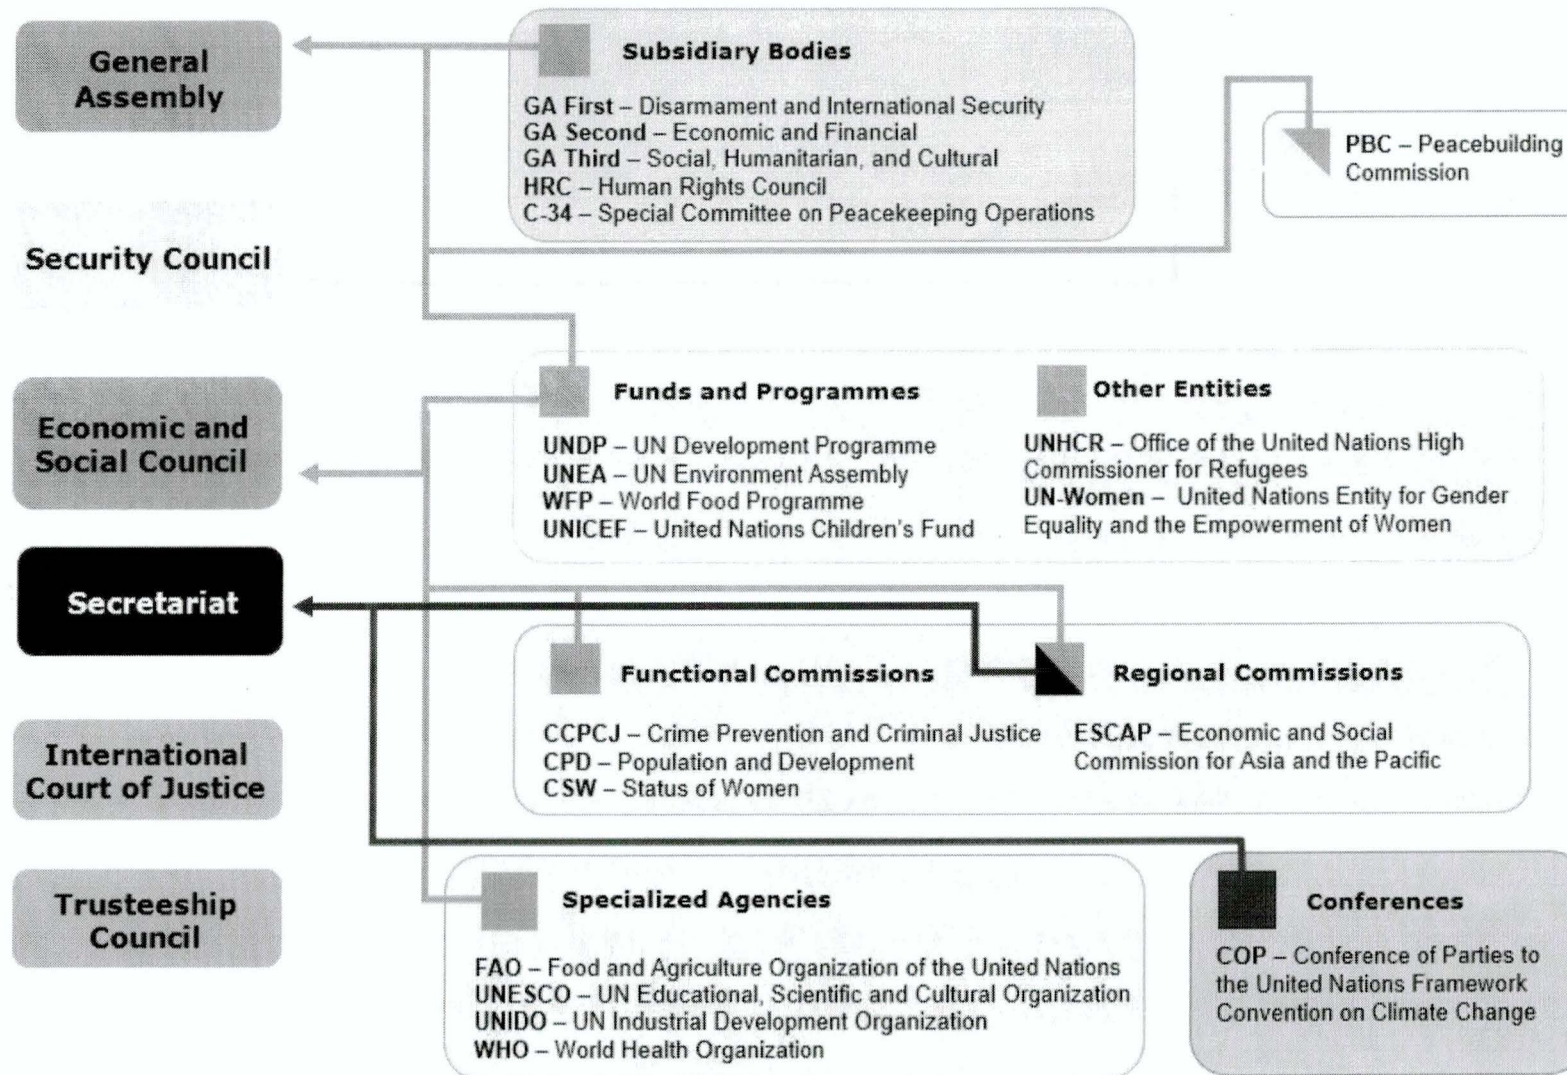 General
Assembly
Security Council
Economic and
Social Council
Secretariat
International
Court of Justice
Trusteeship
Council
Subsidiary Bodies
GA First – Disarmament and International Security
GA Second – Economic and Financial
GA Third – Social, Humanitarian, and Cultural
HRC – Human Rights Council
C-34 – Special Committee on Peacekeeping Operations
PBC – Peacebuilding
Commission
Funds and Programmes
UNDP – UN Development Programme
UNEA – UN Environment Assembly
WFP – World Food Programme
UNICEF – United Nations Children's Fund
Other Entities
UNHCR – Office of the United Nations High
Commissioner for Refugees
UN-Women – United Nations Entity for Gender
Equality and the Empowerment of Women
Functional Commissions
CCPCJ – Crime Prevention and Criminal Justice
CPD – Population and Development
CSW – Status of Women
Regional Commissions
ESCAP – Economic and Social
Commission for Asia and the Pacific
Specialized Agencies
FAO – Food and Agriculture Organization of the United Nations
UNESCO – UN Educational, Scientific and Cultural Organization
UNIDO – UN Industrial Development Organization
WHO – World Health Organization
Conferences
COP – Conference of Parties to
the United Nations Framework
Convention on Climate Change